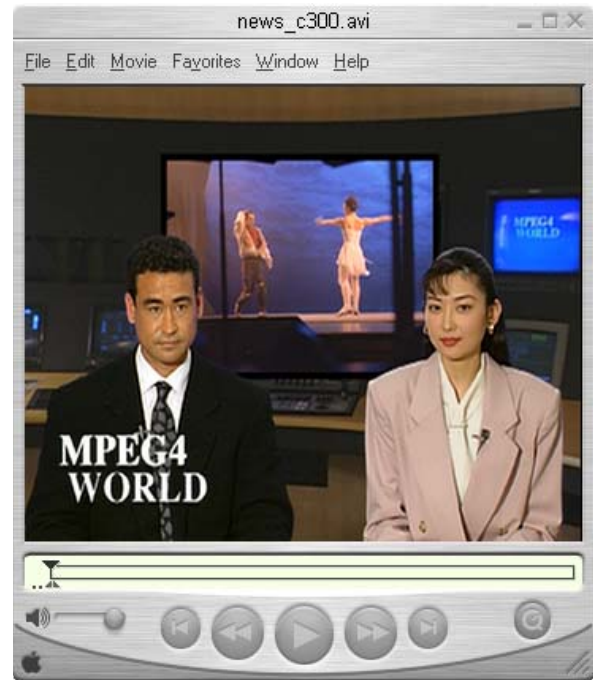 news_c300.avi
File Edit Movie Favorites Window Help
MPEG4
WORLD
MPEG4
WORLD